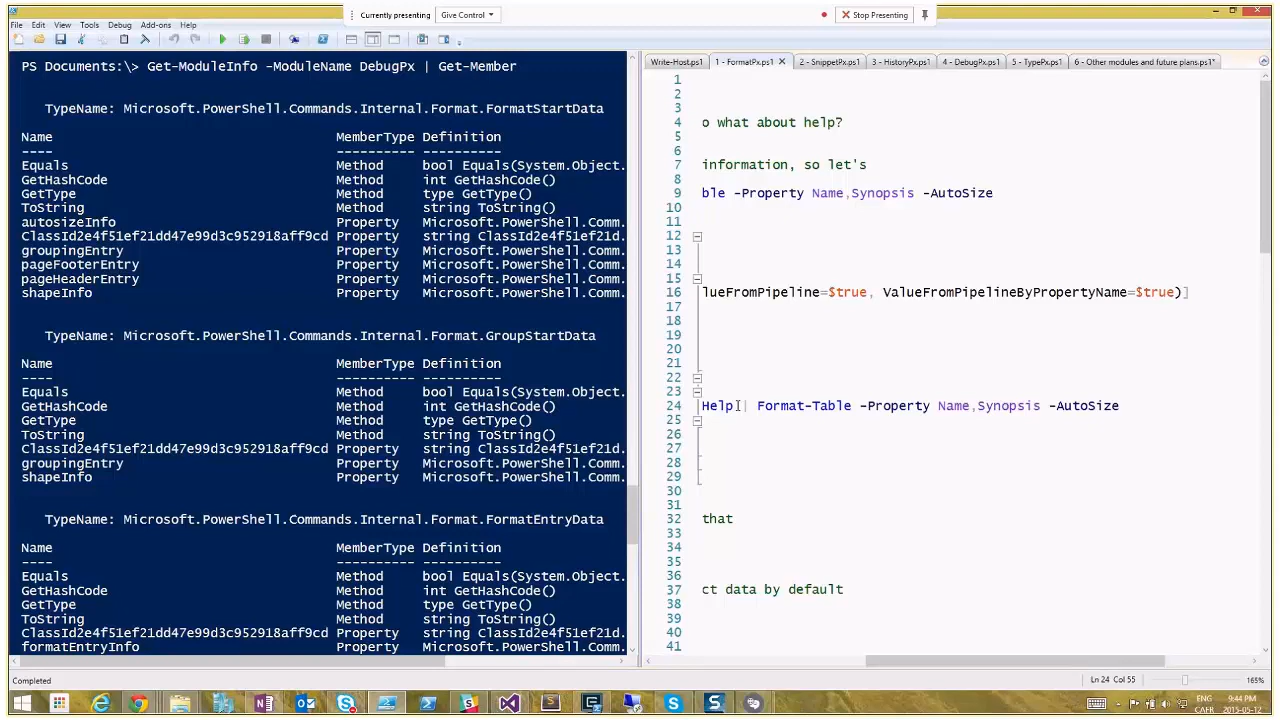 Currently presenting
Give Control
Stop Presenting
File Edit View Tools Debug Add-ons Help
PS Documents:\> Get-ModuleInfo -ModuleName DebugPx | Get-Member
TypeName: Microsoft.PowerShell.Commands.Internal.Format.FormatStartData
Name MemberType Definition
---- ---------- ----------
Equals Method bool Equals(System.Object.
GetHashCode Method int GetHashCode()
GetType Method type GetType()
ToString Method string ToString()
autosizeInfo Property Microsoft.PowerShell.Comm.
ClassId2e4f51ef21dd47e99d3c952918aff9cd Property string ClassId2e4f51ef21d.
groupingEntry Property Microsoft.PowerShell.Comm.
pageFooterEntry Property Microsoft.PowerShell.Comm.
pageHeaderEntry Property Microsoft.PowerShell.Comm.
shapeInfo Property Microsoft.PowerShell.Comm.
TypeName: Microsoft.PowerShell.Commands.Internal.Format.GroupStartData
Name MemberType Definition
---- ---------- ----------
Equals Method bool Equals(System.Object.
GetHashCode Method int GetHashCode()
GetType Method type GetType()
ToString Method string ToString()
ClassId2e4f51ef21dd47e99d3c952918aff9cd Property string ClassId2e4f51ef21d.
groupingEntry Property Microsoft.PowerShell.Comm.
shapeInfo Property Microsoft.PowerShell.Comm.
TypeName: Microsoft.PowerShell.Commands.Internal.Format.FormatEntryData
Name MemberType Definition
---- ---------- ----------
Equals Method bool Equals(System.Object.
GetHashCode Method int GetHashCode()
GetType Method type GetType()
ToString Method string ToString()
ClassId2e4f51ef21dd47e99d3c952918aff9cd Property string ClassId2e4f51ef21d.
formatEntryInfo Property Microsoft.PowerShell.Comm.
Write-Host.ps1 1 - FormatPx.ps1 2 - SnippetPx.ps1 3 - HistoryPx.ps1 4 - DebugPx.ps1 5 - TypePx.ps1 6 - Other modules and future plans.ps1*
1
2
3
4 o what about help?
5
6
7 information, so let's
8
9 ble -Property Name,Synopsis -AutoSize
10
11
12
13
14
15
16 lueFromPipeline=$true, ValueFromPipelineByPropertyName=$true)]
17
18
19
20
21
22
23
24 Help | Format-Table -Property Name,Synopsis -AutoSize
25
26
27
28
29
30
31
32 that
33
34
35
36
37 ct data by default
38
39
40
41
Completed
Ln 24 Col 55
165%
ENG
CAFR
9:44 PM
2015-05-12